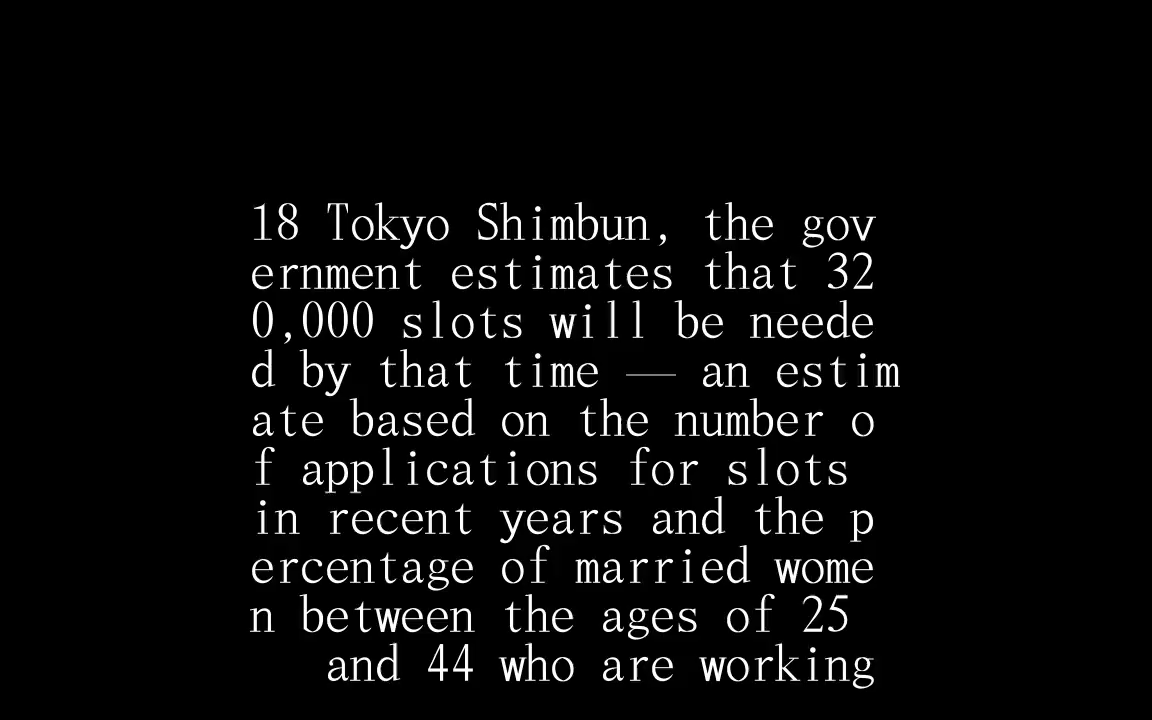 18 Tokyo Shimbun, the gov
ernment estimates that 32
0,000 slots will be neede
d by that time — an estim
ate based on the number o
f applications for slots
in recent years and the p
ercentage of married wome
n between the ages of 25
and 44 who are working